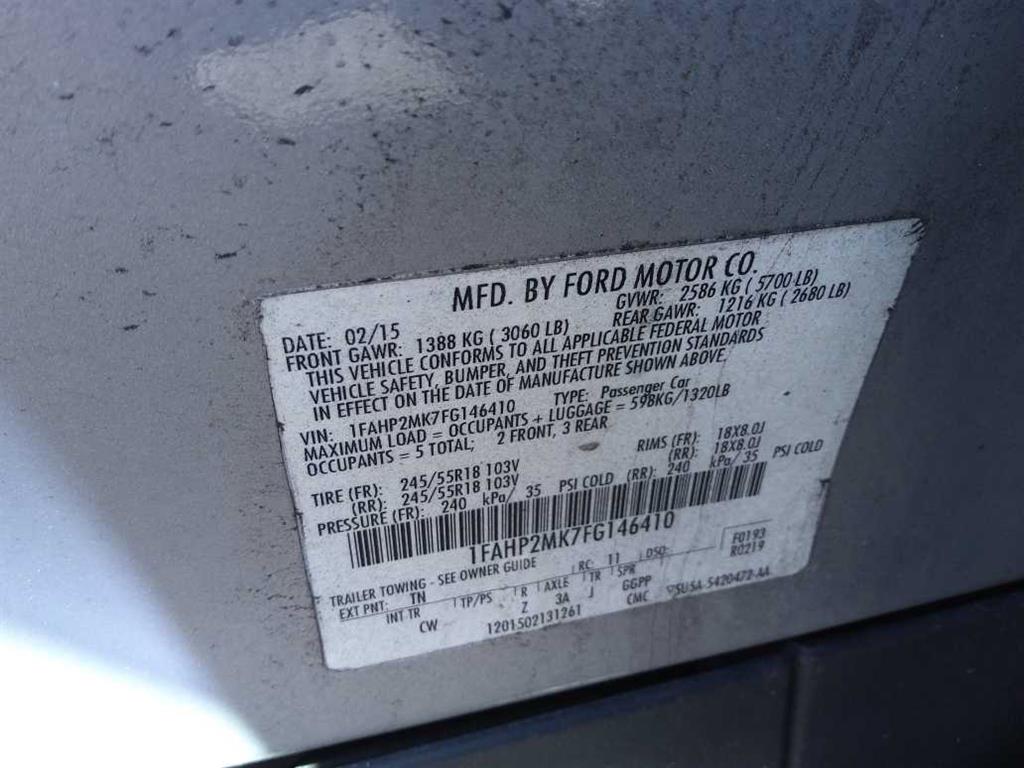 MFD. BY FORD MOTOR CO.
DATE: 02/15 GVWR: 2586 KG ( 5700 LB)
FRONT GAWR: 1388 KG ( 3060 LB) REAR GAWR: 1216 KG ( 2680 LB)
THIS VEHICLE CONFORMS TO ALL APPLICABLE FEDERAL MOTOR
VEHICLE SAFETY, BUMPER, AND THEFT PREVENTION STANDARDS
IN EFFECT ON THE DATE OF MANUFACTURE SHOWN ABOVE.
VIN: 1FAHP2MK7FG146410 TYPE: Passenger Car
MAXIMUM LOAD = OCCUPANTS + LUGGAGE = 598KG/1320LB
OCCUPANTS = 5 TOTAL; 2 FRONT, 3 REAR
TIRE (FR): 245/55R18 103V RIMS (FR): 18X8.0J
(RR): 245/55R18 103V (RR): 18X8.0J
PRESSURE (FR): 240 kPa/ 35 PSI COLD (RR): 240 kPa/ 35 PSI COLD
1FAHP2MK7FG146410
F0193
R0219
TRAILER TOWING - SEE OWNER GUIDE RC: 11 DSO:
EXT PNT: TN
INT TR TP/PS R AXLE TR SPR
CW Z 3A J GGPP
1201502131261 CMC SUSA-5420472-AA